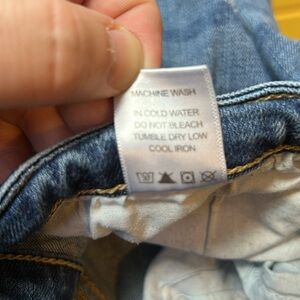 MACHINE WASH
IN COLD WATER
DO NOT BLEACH
TUMBLE DRY LOW
COOL IRON